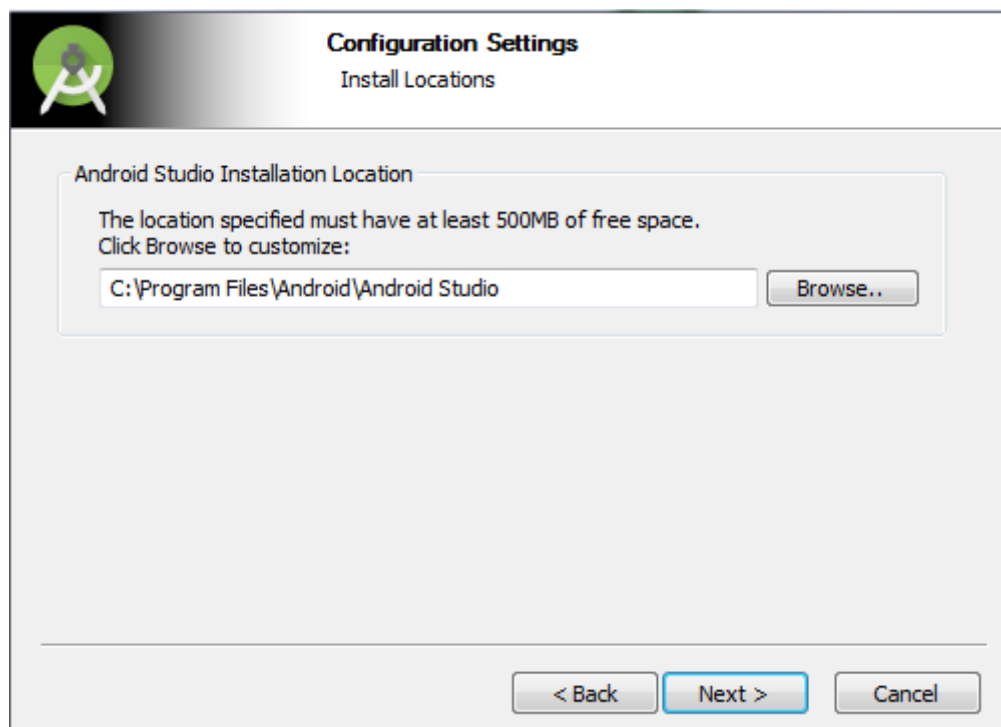 Configuration Settings
Install Locations
Android Studio Installation Location
The location specified must have at least 500MB of free space.
Click Browse to customize:
C:\Program Files\Android\Android Studio
Browse..
< Back
Next >
Cancel